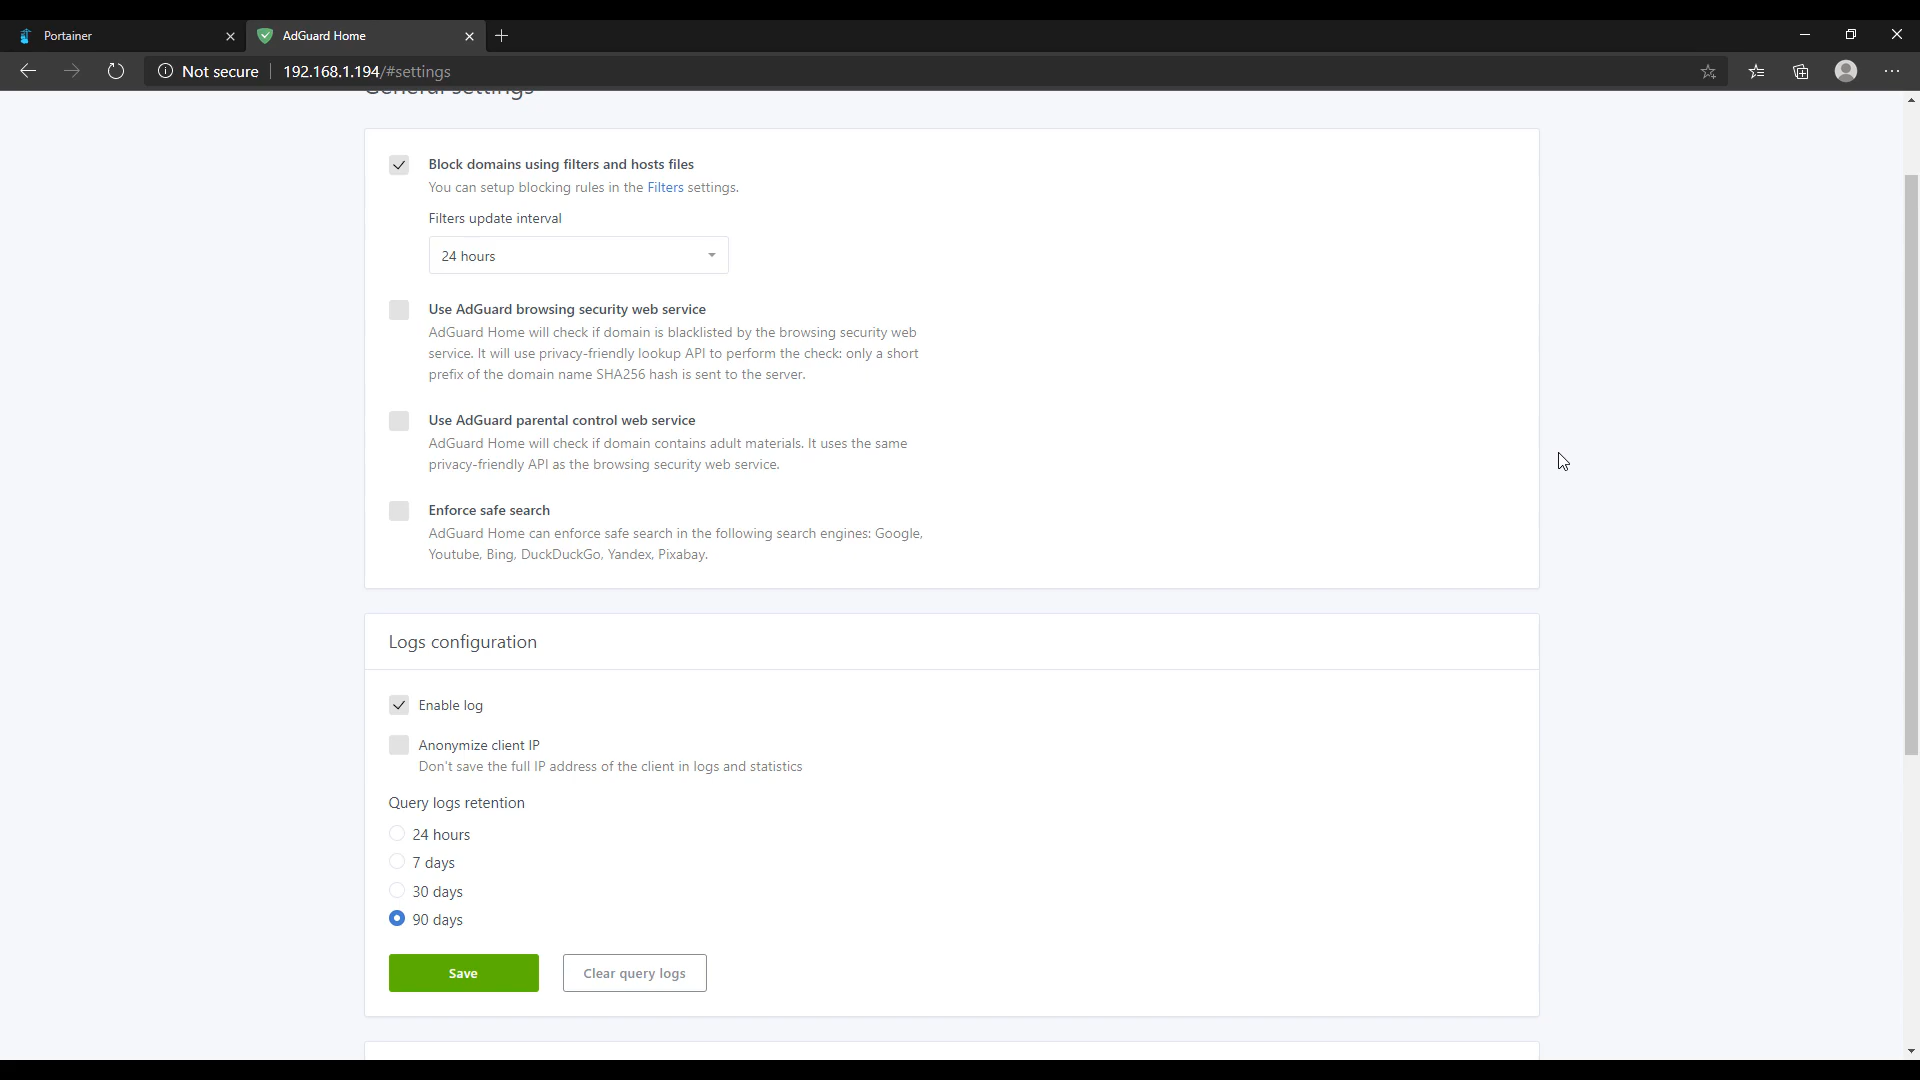 Portainer
AdGuard Home
Not secure
192.168.1.194/#settings
General settings
Block domains using filters and hosts files
You can setup blocking rules in the Filters settings.
Filters update interval
24 hours
Use AdGuard browsing security web service
AdGuard Home will check if domain is blacklisted by the browsing security web
service. It will use privacy-friendly lookup API to perform the check: only a short
prefix of the domain name SHA256 hash is sent to the server.
Use AdGuard parental control web service
AdGuard Home will check if domain contains adult materials. It uses the same
privacy-friendly API as the browsing security web service.
Enforce safe search
AdGuard Home can enforce safe search in the following search engines: Google,
Youtube, Bing, DuckDuckGo, Yandex, Pixabay.
Logs configuration
Enable log
Anonymize client IP
Don't save the full IP address of the client in logs and statistics
Query logs retention
24 hours
7 days
30 days
90 days
Save
Clear query logs